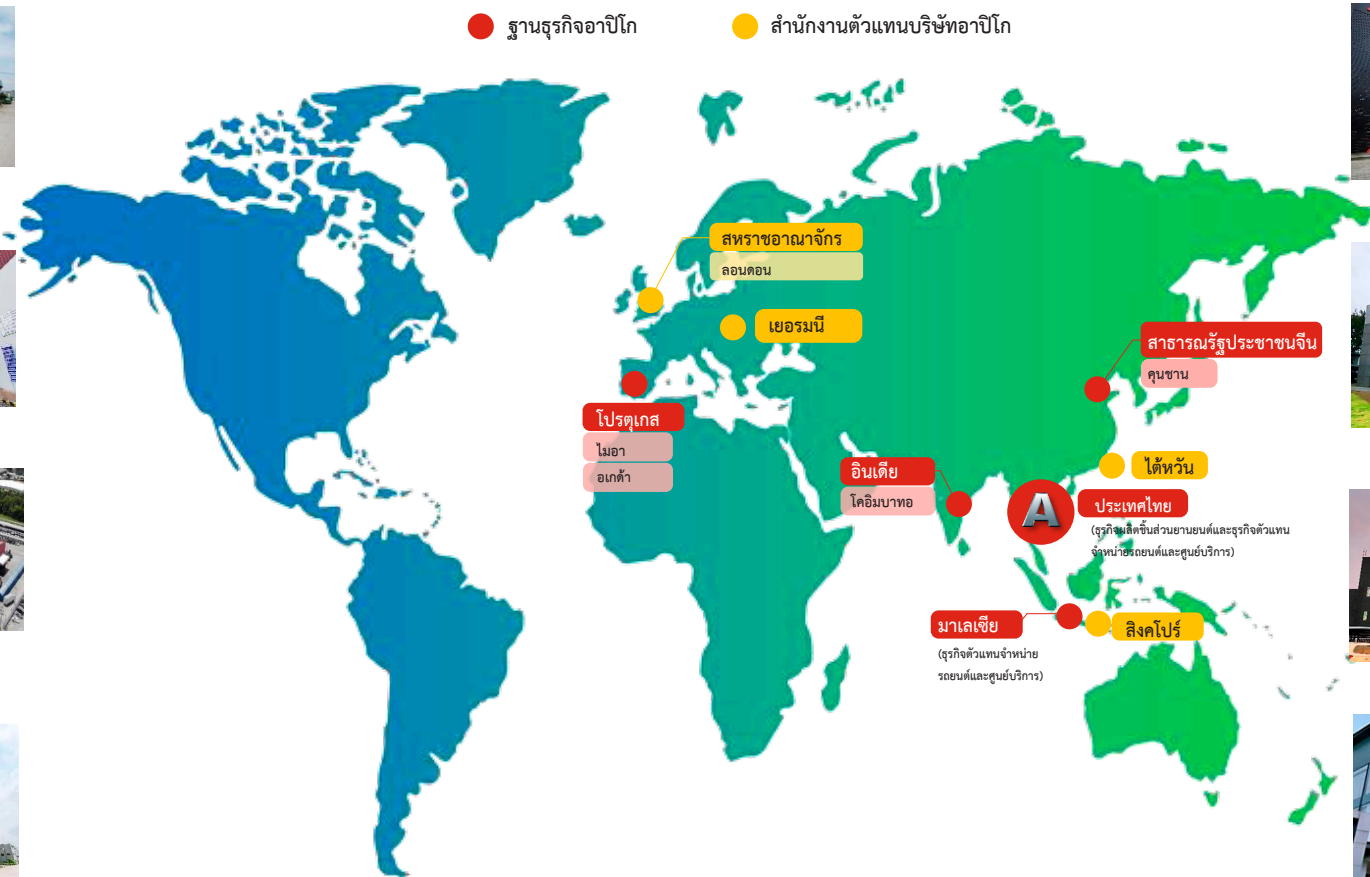 ฐานธุรกิจอาปิโก
สำนักงานตัวแทนบริษัทอาปิโก
สหราชอาณาจักร
ลอนดอน
เยอรมนี
สาธารณรัฐประชาชนจีน
คุนชาน
โปรตุเกส
ไมอา
อเกด้า
อินเดีย
โคอิมบาทอ
ไต้หวัน
A
ประเทศไทย
(ธุรกิจผลิตชิ้นส่วนยานยนต์และธุรกิจตัวแทน
จำหน่ายรถยนต์และศูนย์บริการ)
มาเลเซีย
(ธุรกิจตัวแทนจำหน่าย
รถยนต์และศูนย์บริการ)
สิงคโปร์